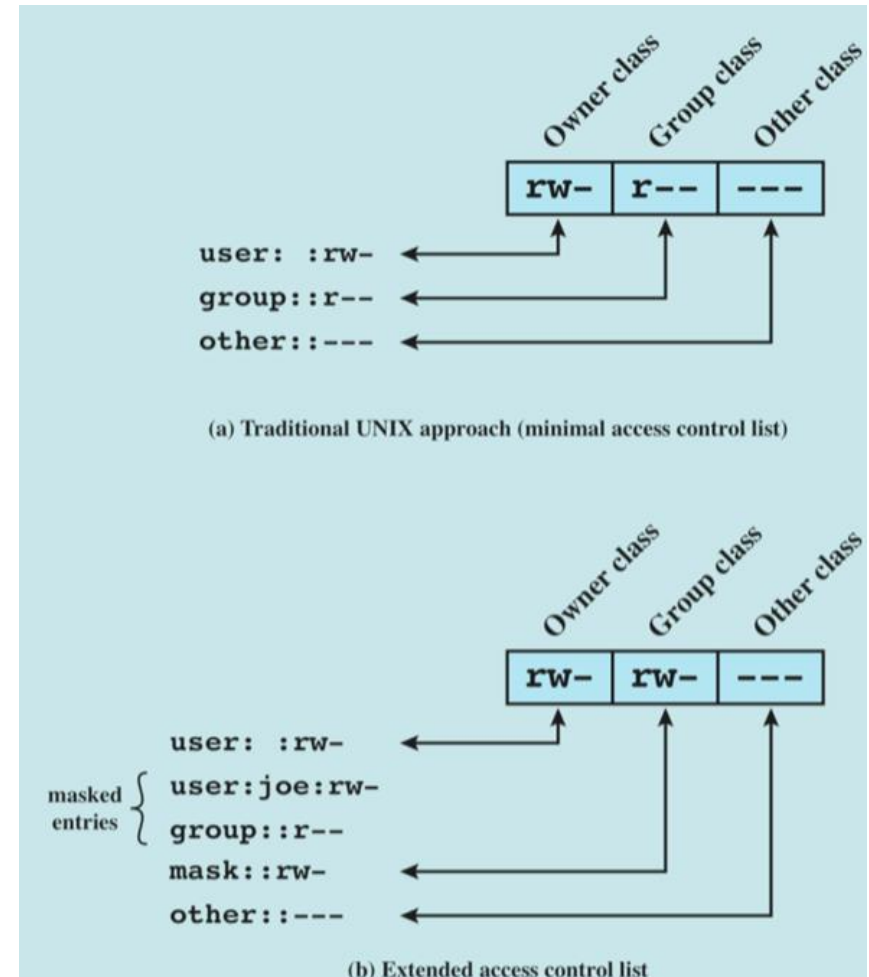 Owner class
Group class
Other class
rw- r-- ---
user: :rw-
group::r--
other::---
(a) Traditional UNIX approach (minimal access control list)
Owner class
Group class
Other class
rw- rw- ---
user: :rw-
masked entries
user:joe:rw-
group::r--
mask::rw-
other::---
(b) Extended access control list